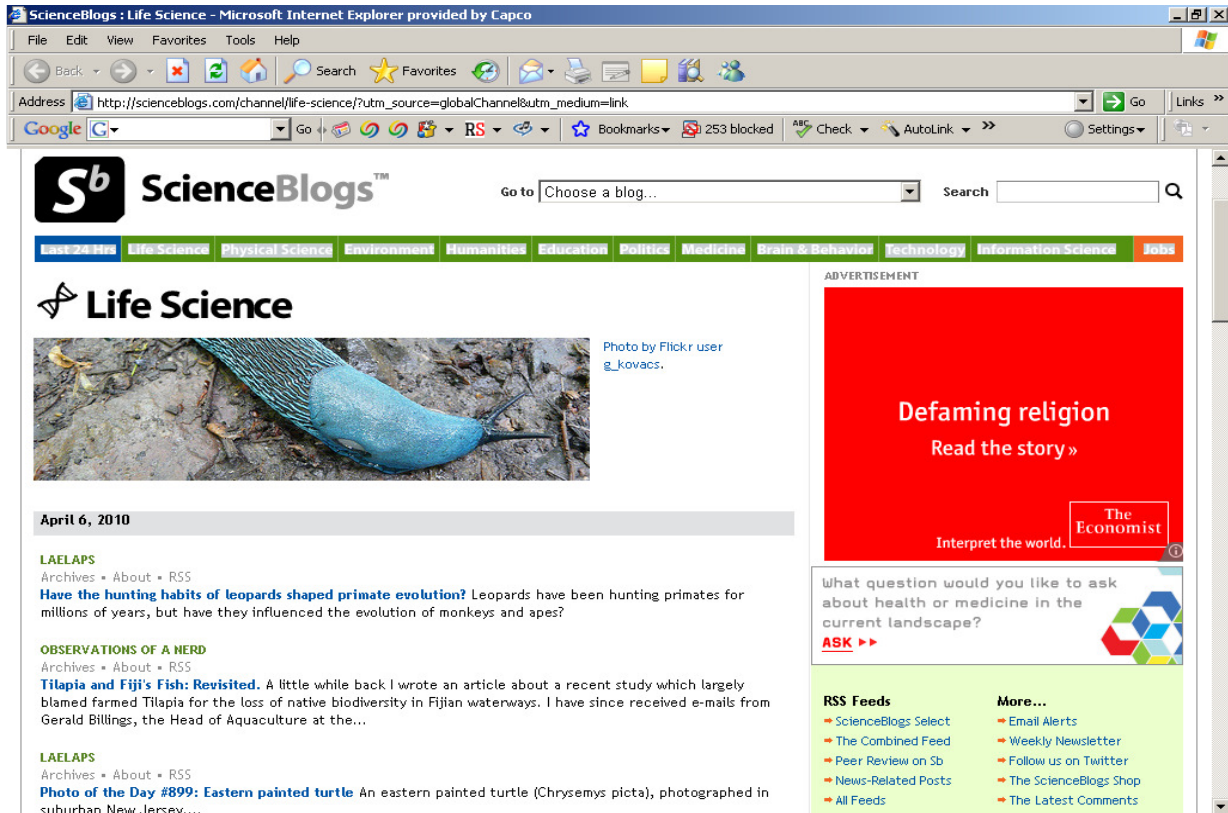 ScienceBlogs : Life Science - Microsoft Internet Explorer provided by Capco
File Edit View Favorites Tools Help
Back Search Favorites
Address http://scienceblogs.com/channel/life-science/?utm_source=globalChannel&utm_medium=link Go Links »
Google G Go RS Bookmarks 253 blocked ABC Check AutoLink » Settings
Sb ScienceBlogs™ Go to Choose a blog... Search
Last 24 Hrs Life Science Physical Science Environment Humanities Education Politics Medicine Brain & Behavior Technology Information Science Jobs
Life Science
Photo by Flickr user
g_kovacs.
April 6, 2010
LAELAPS
Archives • About • RSS
Have the hunting habits of leopards shaped primate evolution? Leopards have been hunting primates for
millions of years, but have they influenced the evolution of monkeys and apes?
OBSERVATIONS OF A NERD
Archives • About • RSS
Tilapia and Fiji's Fish: Revisited. A little while back I wrote an article about a recent study which largely
blamed farmed Tilapia for the loss of native biodiversity in Fijian waterways. I have since received e-mails from
Gerald Billings, the Head of Aquaculture at the...
LAELAPS
Archives • About • RSS
Photo of the Day #899: Eastern painted turtle An eastern painted turtle (Chrysemys picta), photographed in
suburban New Jersey....
ADVERTISEMENT
Defaming religion
Read the story »
The
Economist
Interpret the world.
What question would you like to ask
about health or medicine in the
current landscape?
ASK
RSS Feeds
ScienceBlogs Select
The Combined Feed
Peer Review on Sb
News-Related Posts
All Feeds
More...
Email Alerts
Weekly Newsletter
Follow us on Twitter
The ScienceBlogs Shop
The Latest Comments